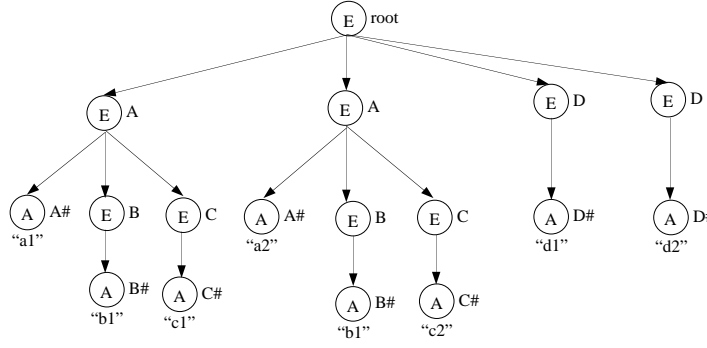 E root
E A
E A
E D
E D
A A#
E B
E C
A A#
E B
E C
A D#
A D#
“a1”
“a2”
“d1”
“d2”
A B#
A C#
A B#
A C#
“b1”
“c1”
“b1”
“c2”